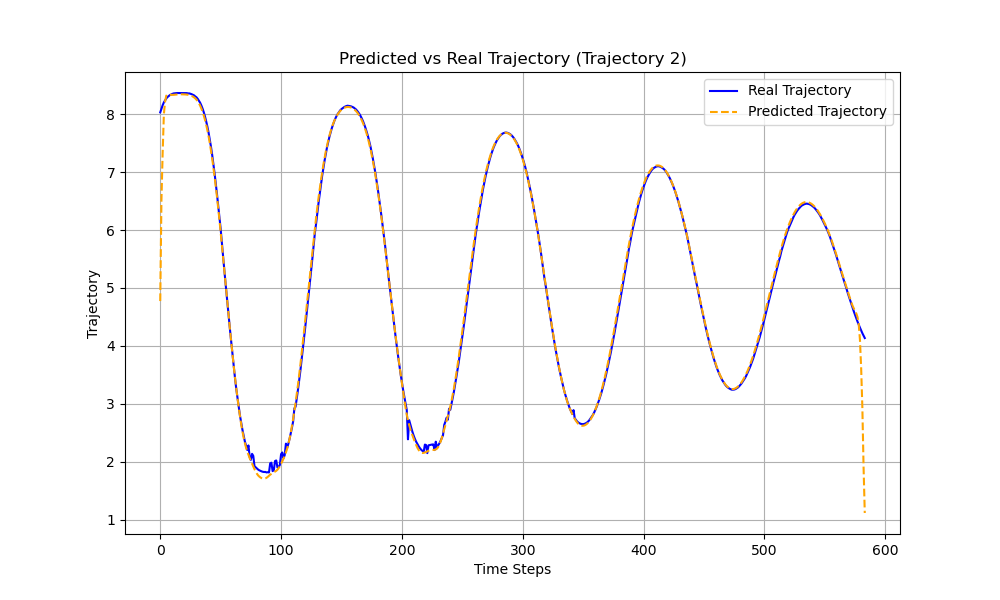 Predicted vs Real Trajectory (Trajectory 2)
Real Trajectory
Predicted Trajectory
Trajectory
8
7
6
5
4
3
2
1
0 100 200 300 400 500 600
Time Steps